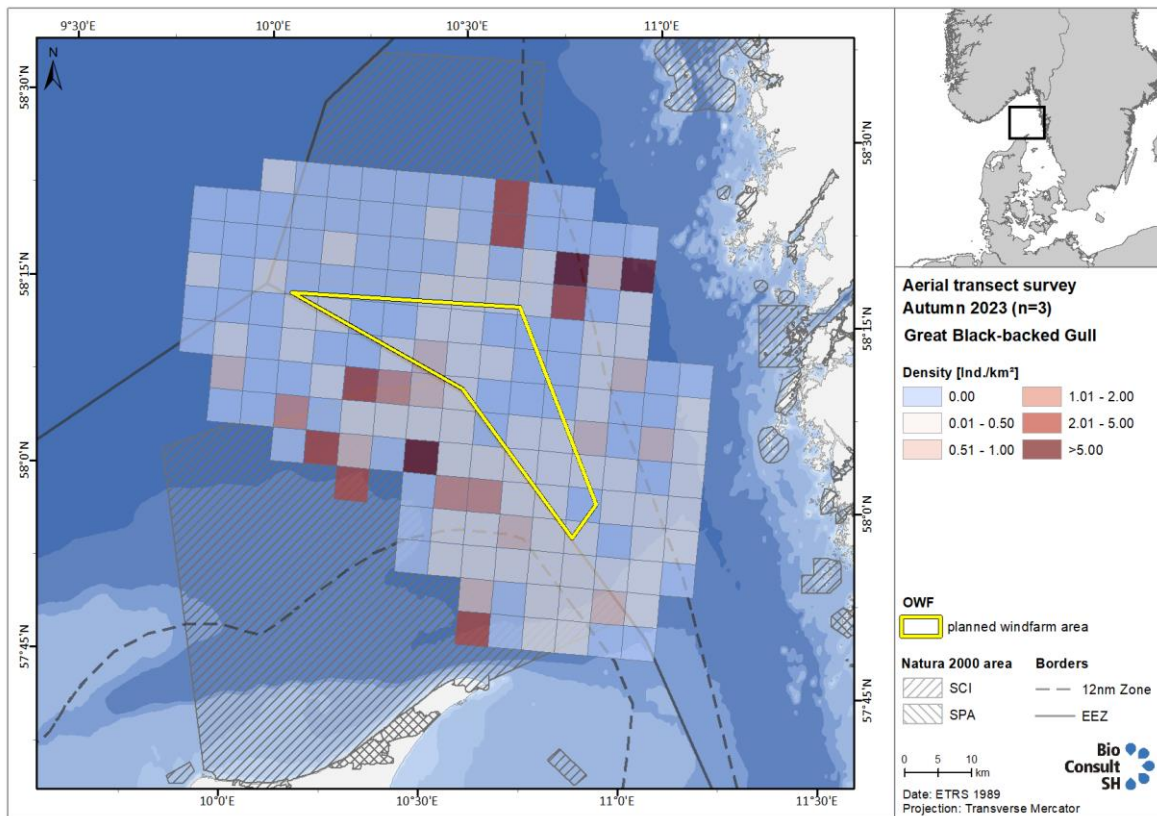 9°30'E
10°0'E
10°30'E
11°0'E
N
58°30'N
58°15'N
58°0'N
57°45'N
58°30'N
58°15'N
58°0'N
57°45'N
10°0'E
10°30'E
11°0'E
11°30'E
Aerial transect survey
Autumn 2023 (n=3)
Great Black-backed Gull
Density [Ind./km²]
0.00
1.01 - 2.00
0.01 - 0.50
2.01 - 5.00
0.51 - 1.00
>5.00
OWF
planned windfarm area
Natura 2000 area
Borders
SCI
12nm Zone
SPA
EEZ
0 5 10
km
Bio
Consult
SH
Date: ETRS 1989
Projection: Transverse Mercator